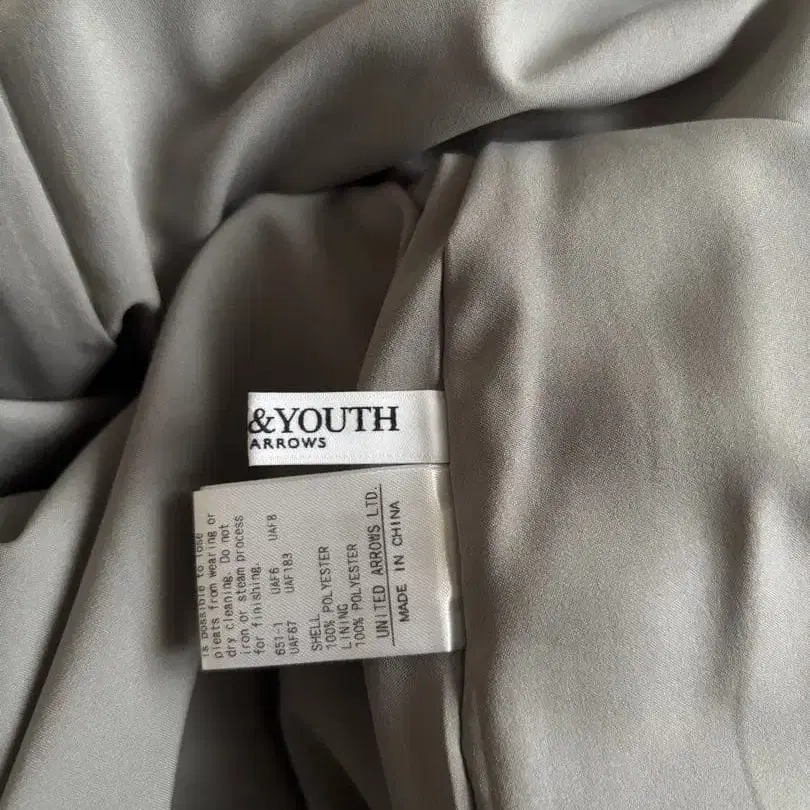 &YOUTH
ARROWS
is possible to lose
pleats from wearing or
dry cleaning. Do not
iron or steam process
for finishing.
651-1 UAF6 UAF8
UAF67 UAF183
SHELL
100% POLYESTER
LINING
100% POLYESTER
UNITED ARROWS LTD.
MADE IN CHINA